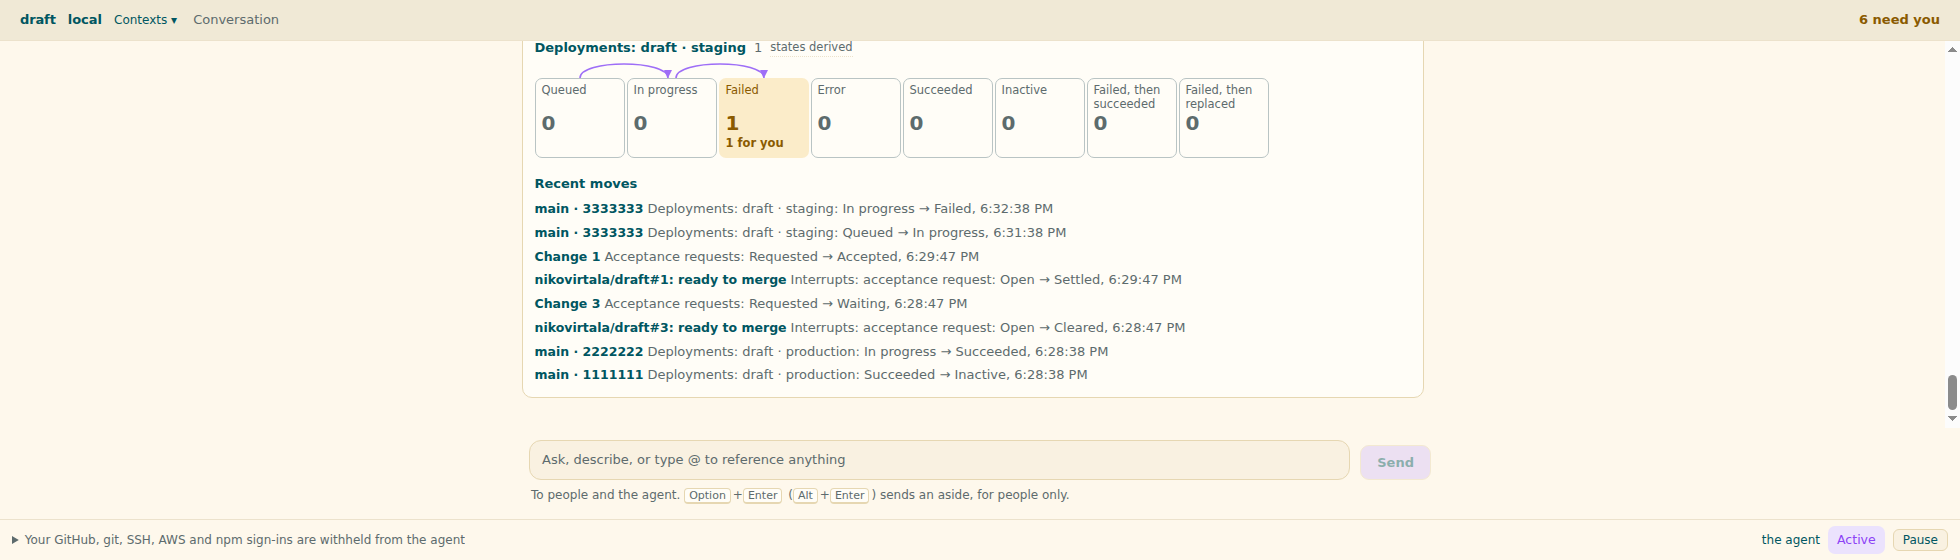 draft local Contexts ▾ Conversation 6 need you
Deployments: draft · staging 1 states derived
Queued In progress Failed Error Succeeded Inactive Failed, then succeeded Failed, then replaced
0 0 1 0 0 0 0 0
1 for you
Recent moves
main · 3333333 Deployments: draft · staging: In progress → Failed, 6:32:38 PM
main · 3333333 Deployments: draft · staging: Queued → In progress, 6:31:38 PM
Change 1 Acceptance requests: Requested → Accepted, 6:29:47 PM
nikovirtala/draft#1: ready to merge Interrupts: acceptance request: Open → Settled, 6:29:47 PM
Change 3 Acceptance requests: Requested → Waiting, 6:28:47 PM
nikovirtala/draft#3: ready to merge Interrupts: acceptance request: Open → Cleared, 6:28:47 PM
main · 2222222 Deployments: draft · production: In progress → Succeeded, 6:28:38 PM
main · 1111111 Deployments: draft · production: Succeeded → Inactive, 6:28:38 PM
Ask, describe, or type @ to reference anything
Send
To people and the agent. Option+Enter (Alt+Enter) sends an aside, for people only.
▶ Your GitHub, git, SSH, AWS and npm sign-ins are withheld from the agent the agent Active Pause